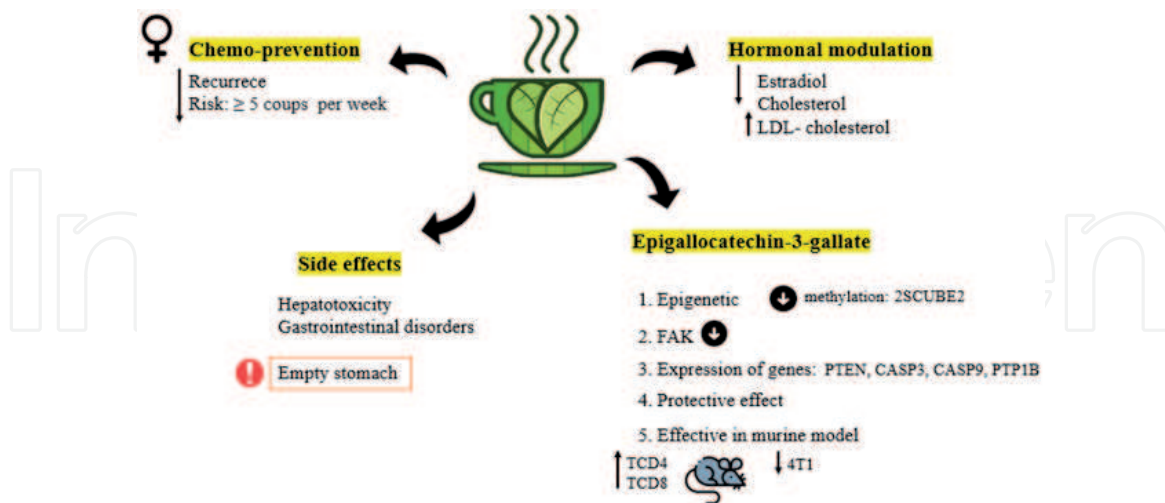 Chemo-prevention
Recurrece
Risk: ≥ 5 coups per week
Hormonal modulation
Estradiol
Cholesterol
LDL- cholesterol
Side effects
Hepatotoxicity
Gastrointestinal disorders
Empty stomach
Epigallocatechin-3-gallate
1. Epigenetic methylation: 2SCUBE2
2. FAK
3. Expression of genes: PTEN, CASP3, CASP9, PTP1B
4. Protective effect
5. Effective in murine model
TCD4
TCD8
4T1